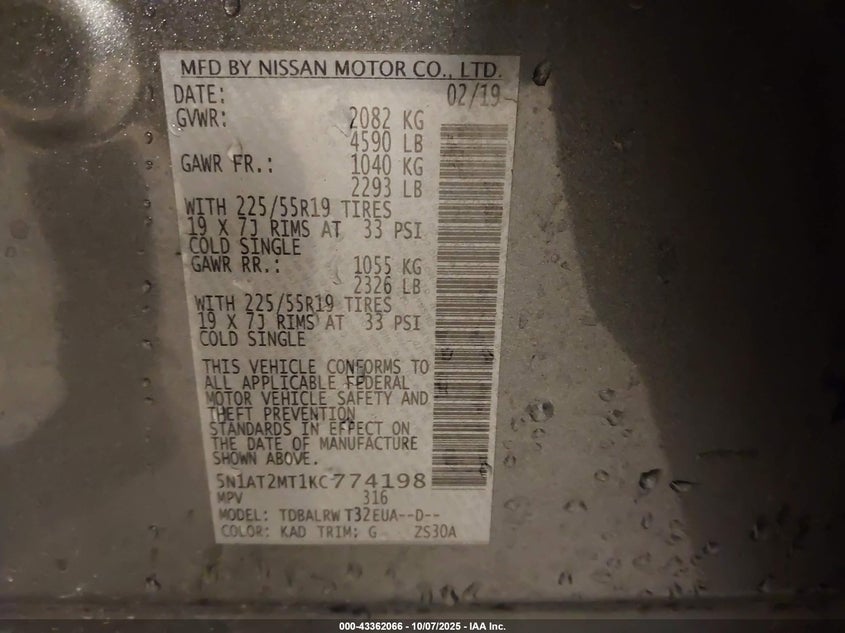 MFD BY NISSAN MOTOR CO., LTD.
DATE: 02/19
GVWR: 2082 KG
4590 LB
GAWR FR.: 1040 KG
2293 LB
WITH 225/55R19 TIRES
19 X 7J RIMS AT 33 PSI
COLD SINGLE
GAWR RR.: 1055 KG
2326 LB
WITH 225/55R19 TIRES
19 X 7J RIMS AT 33 PSI
COLD SINGLE
THIS VEHICLE CONFORMS TO
ALL APPLICABLE FEDERAL
MOTOR VEHICLE SAFETY AND
THEFT PREVENTION
STANDARDS IN EFFECT ON
THE DATE OF MANUFACTURE
SHOWN ABOVE.
5N1AT2MT1KC774198
MPV 316
MODEL: TDBALRW T32EUA--D--
COLOR: KAD TRIM: G ZS30A
000-43362066 - 10/07/2025 - IAA Inc.